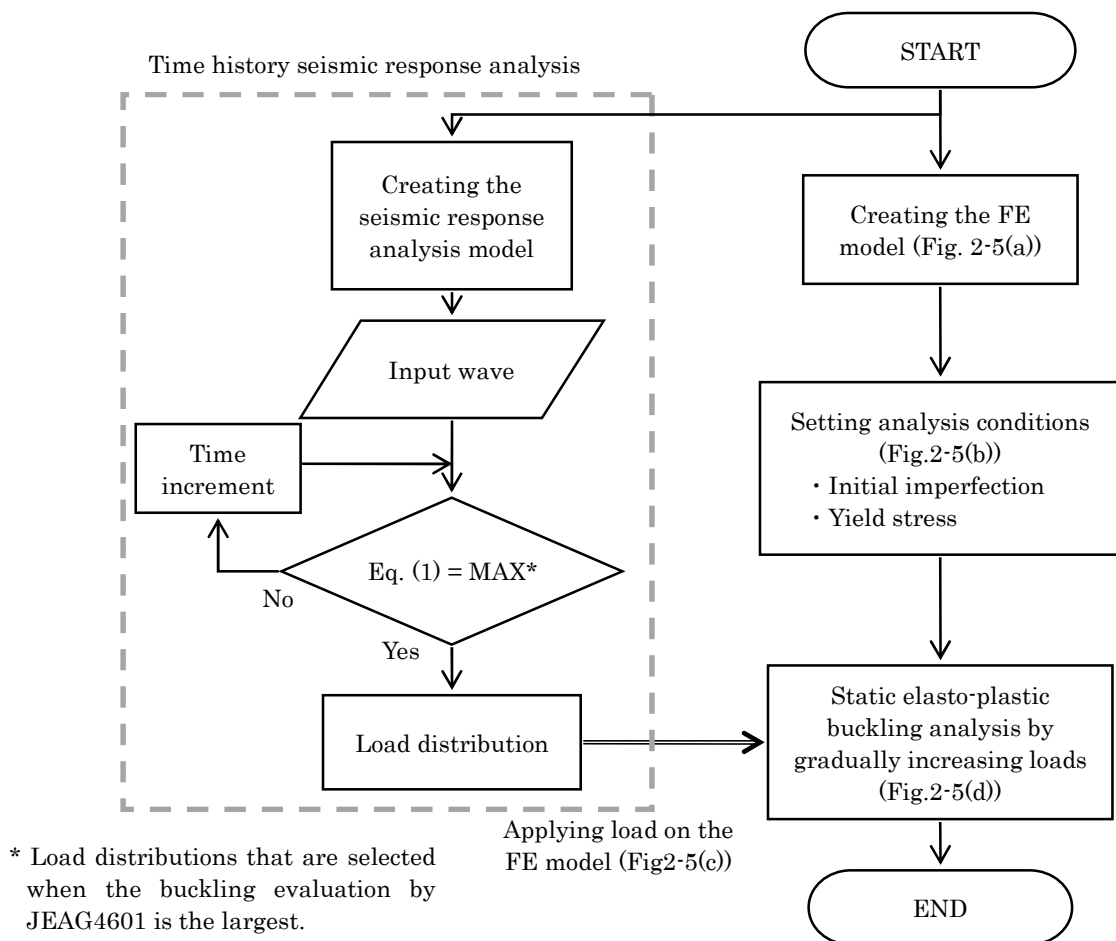 START
Time history seismic response analysis
Creating the
seismic response
analysis model
Creating the FE
model (Fig. 2-5(a))
Input wave
Setting analysis conditions
(Fig.2-5(b))
・Initial imperfection
・Yield stress
Time
increment
Eq. (1) = MAX*
No
Yes
Load distribution
Static elasto-plastic
buckling analysis by
gradually increasing loads
(Fig.2-5(d))
Applying load on the
FE model (Fig2-5(c))
* Load distributions that are selected
when the buckling evaluation by
JEAG4601 is the largest.
END